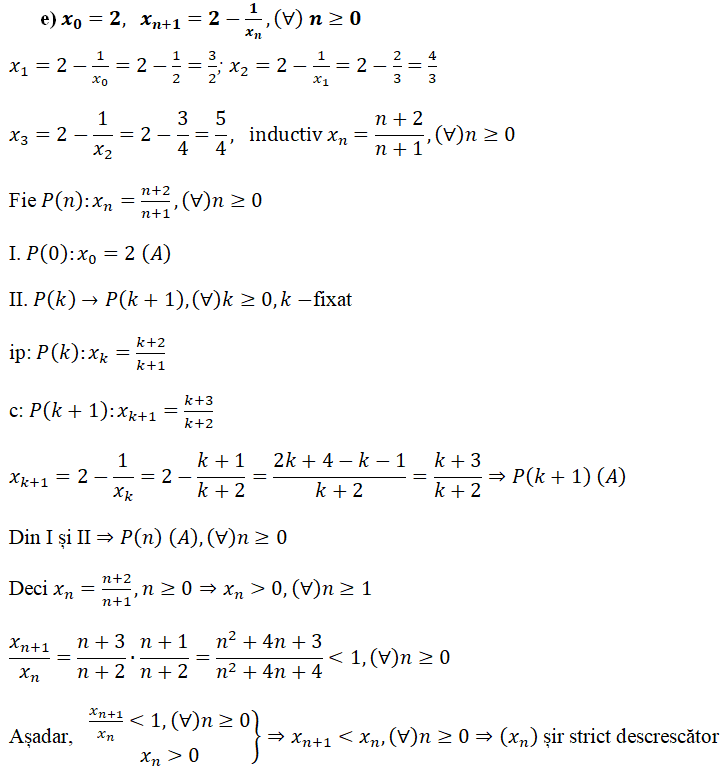 e) x₀ = 2, xₙ₊₁ = 2 − 1/xₙ, (∀) n ≥ 0
x₁ = 2 − 1/x₀ = 2 − 1/2 = 3/2; x₂ = 2 − 1/x₁ = 2 − 2/3 = 4/3
x₃ = 2 − 1/x₂ = 2 − 3/4 = 5/4, inductiv xₙ = (n + 2)/(n + 1), (∀)n ≥ 0
Fie P(n): xₙ = (n+2)/(n+1), (∀)n ≥ 0
I. P(0): x₀ = 2 (A)
II. P(k) → P(k + 1), (∀)k ≥ 0, k −fixat
ip: P(k): xₖ = (k+2)/(k+1)
c: P(k + 1): xₖ₊₁ = (k+3)/(k+2)
xₖ₊₁ = 2 − 1/xₖ = 2 − (k + 1)/(k + 2) = (2k + 4 − k − 1)/(k + 2) = (k + 3)/(k + 2) ⇒ P(k + 1) (A)
Din I și II ⇒ P(n) (A), (∀)n ≥ 0
Deci xₙ = (n+2)/(n+1), n ≥ 0 ⇒ xₙ > 0, (∀)n ≥ 1
xₙ₊₁/xₙ = (n + 3)/(n + 2) · (n + 1)/(n + 2) = (n² + 4n + 3)/(n² + 4n + 4) < 1, (∀)n ≥ 0
Așadar, xₙ₊₁/xₙ < 1, (∀)n ≥ 0
xₙ > 0 } ⇒ xₙ₊₁ < xₙ, (∀)n ≥ 0 ⇒ (xₙ) șir strict descrescător